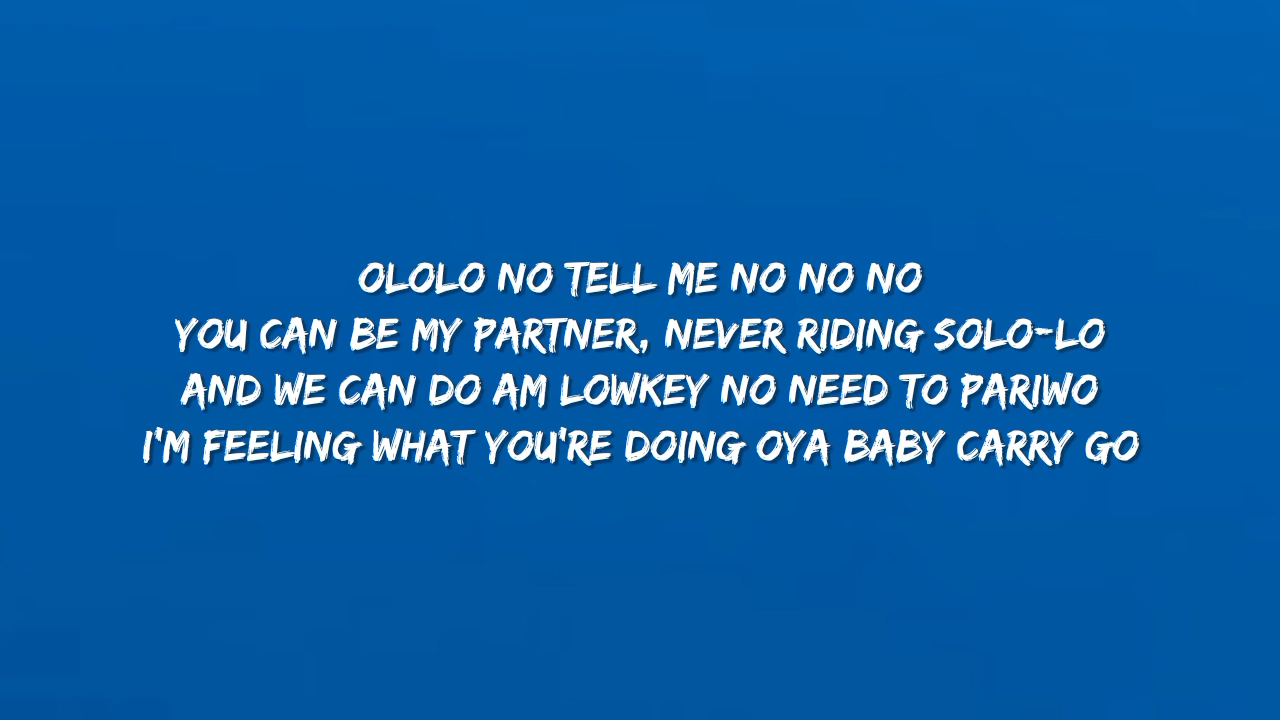 OLOLO NO TELL ME NO NO NO
YOU CAN BE MY PARTNER, NEVER RIDING SOLO-LO
AND WE CAN DO AM LOWKEY NO NEED TO PARIWO
I'M FEELING WHAT YOU'RE DOING OYA BABY CARRY GO